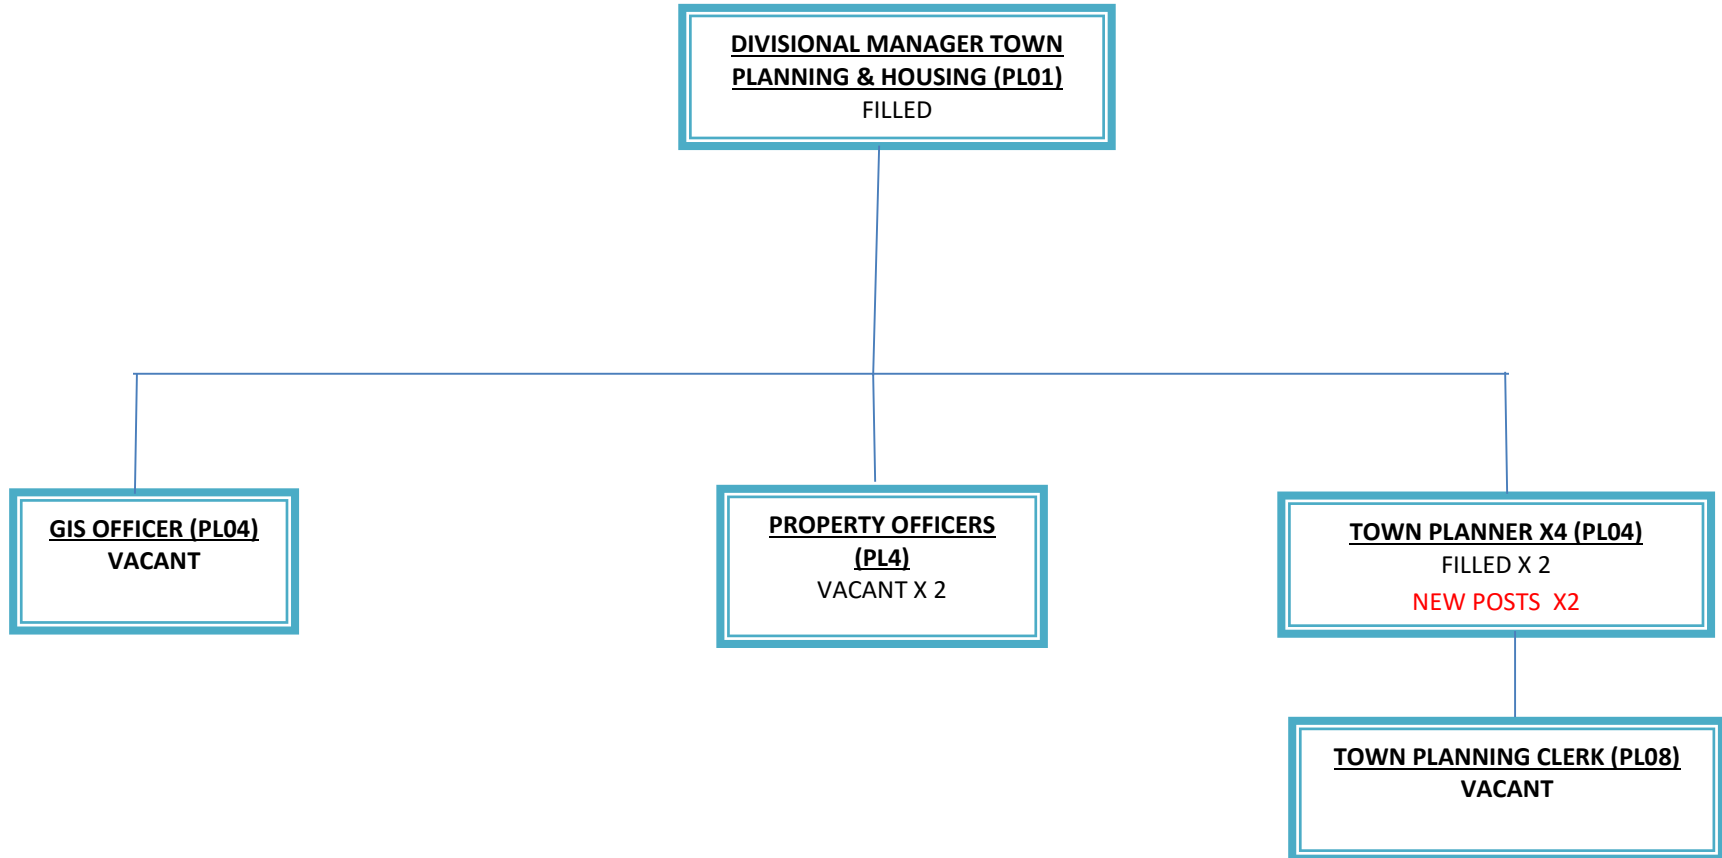 DIVISIONAL MANAGER TOWN
PLANNING & HOUSING (PL01)
FILLED
GIS OFFICER (PL04)
VACANT
PROPERTY OFFICERS
(PL4)
VACANT X 2
TOWN PLANNER X4 (PL04)
FILLED X 2
NEW POSTS X2
TOWN PLANNING CLERK (PL08)
VACANT